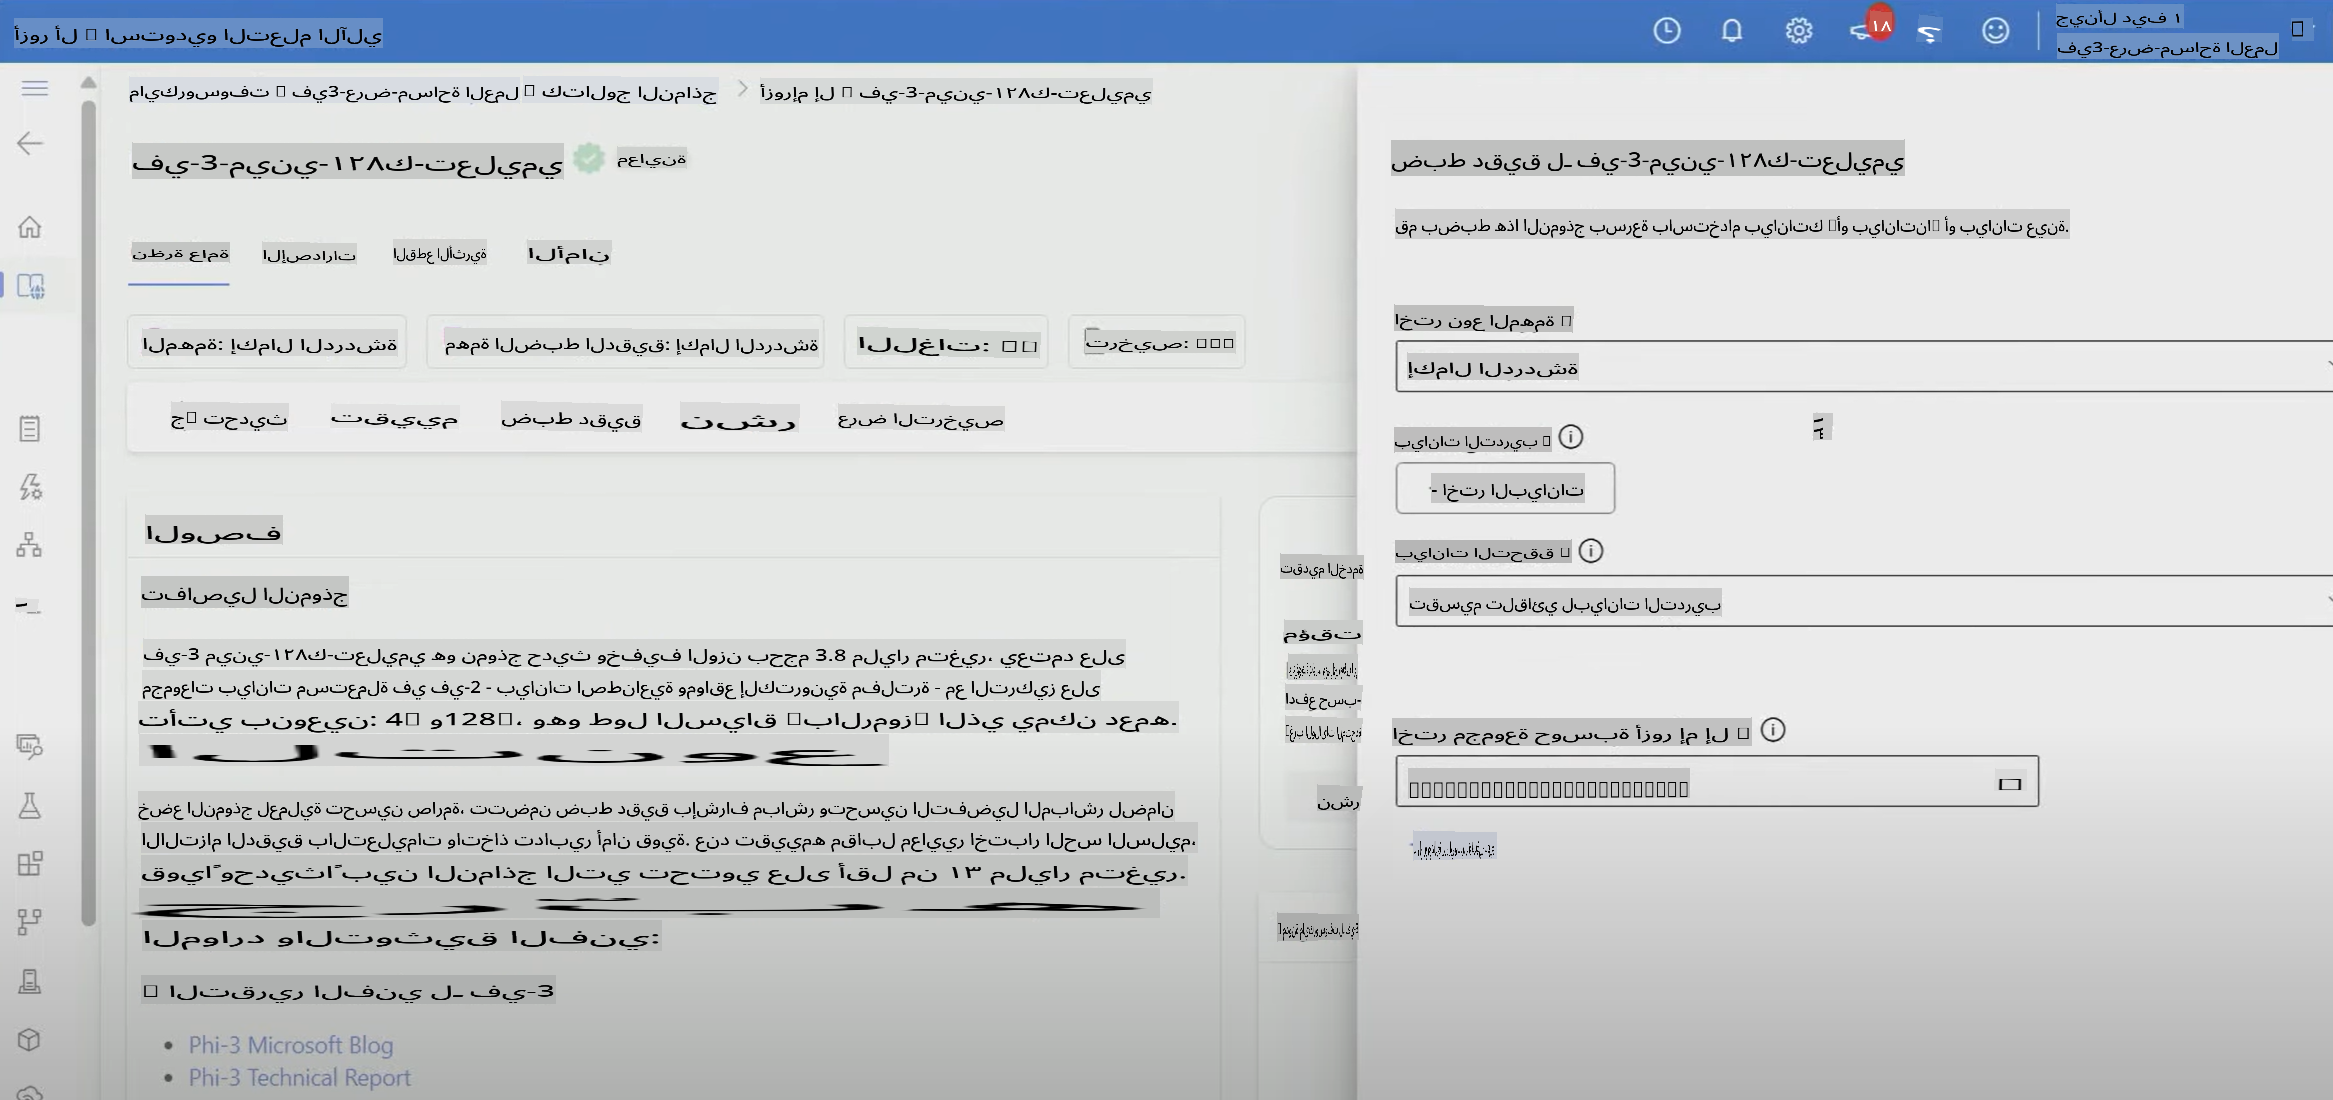 أزور أل استوديو التعلم الآلي
١٨
؟
جينأل ديف ١
في3-عرض-مساحة العمل
مايكروسوفت في3-عرض-مساحة العمل كتالوج النماذج
أزورإم إل في-3-ميني-١٢٨ك-تعليمي
في-3-ميني-١٢٨ك-تعليمي
معاينة
نظرة عامة
الإصدارات
القطع الأثرية
الأمان
المهمة: إكمال الدردشة
مهمة الضبط الدقيق: إكمال الدردشة
اللغات:
ترخيص:
تحديث
تقييم
ضبط دقيق
نشر
عرض الترخيص
الوصف
تفاصيل النموذج
في-3 ميني-١٢٨ك-تعليمي هو نموذج حديث وخفيف الوزن بحجم 3.8 مليار متغير، يعتمد على
مجموعات بيانات مستعملة في في-2 - بيانات اصطناعية ومواقع إلكترونية مفلترة - مع التركيز على
تأتي بنوعين: 4 و128، وهو طول السياق بالرموز الذي يمكن دعمه.
التنوع
خضع النموذج لعملية تحسين صارمة، تتضمن ضبط دقيق بإشراف مباشر وتحسين التفضيل المباشر لضمان
الالتزام الدقيق بالتعليمات واتخاذ تدابير أمان قوية. عند تقييمه مقابل معايير اختبار الحس السليم،
قوياً وحديثاً بين النماذج التي تحتوي على أقل من ١٣ مليار متغير.
الموارد والتوثيق الفني:
التقرير الفني لـ في-3
Phi-3 Microsoft Blog
Phi-3 Technical Report
تقديم الخدمة
مؤقت
ادفع حسب-
نشر
ضبط دقيق لـ في-3-ميني-١٢٨ك-تعليمي
قم بضبط هذا النموذج بسرعة باستخدام بياناتك أو بياناتنا أو بيانات عينة.
اختر نوع المهمة
إكمال الدردشة
بيانات التدريب
- اختر البيانات
بيانات التحقق
تقسيم تلقائي لبيانات التدريب
اختر مجموعة حوسبة أزور إم إل